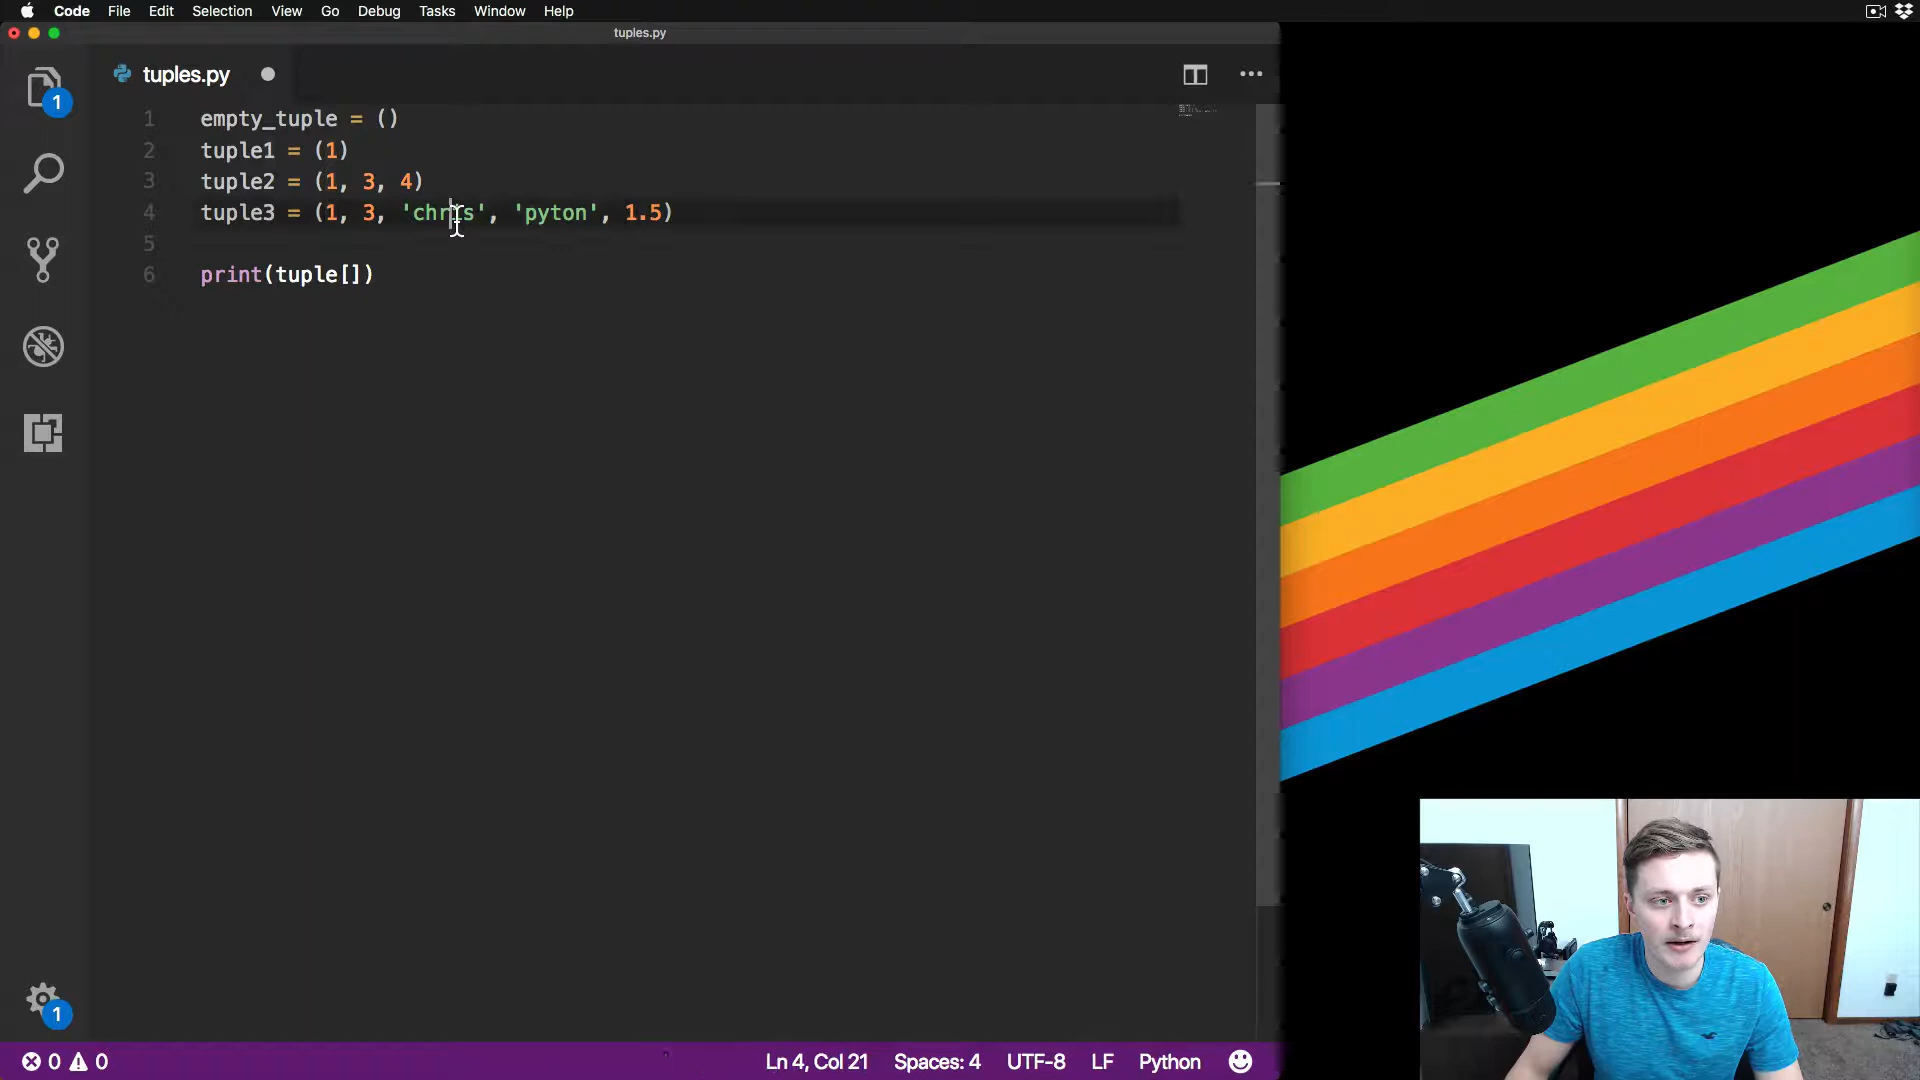 Code File Edit Selection View Go Debug Tasks Window Help
tuples.py
tuples.py
1
1 empty_tuple = ()
2 tuple1 = (1)
3 tuple2 = (1, 3, 4)
4 tuple3 = (1, 3, 'chris', 'pyton', 1.5)
5
6 print(tuple[])
1
0 0 Ln 4, Col 21 Spaces: 4 UTF-8 LF Python